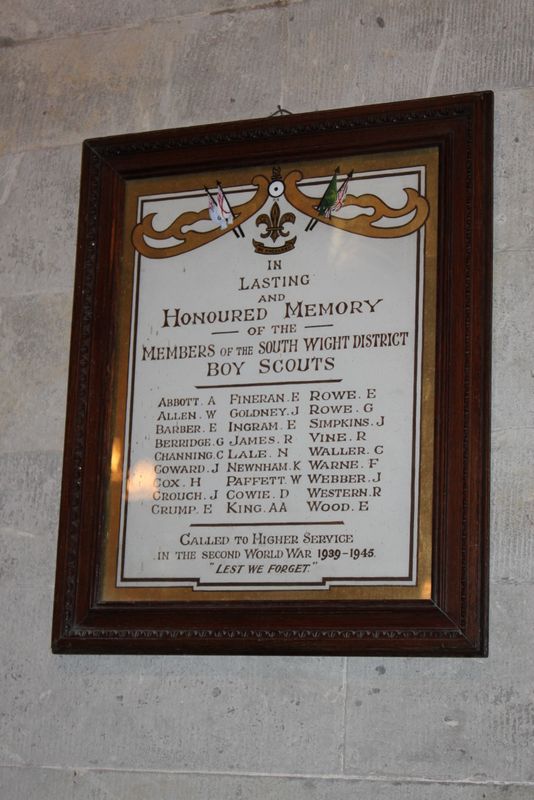 IN
LASTING
AND
HONOURED MEMORY
OF THE
MEMBERS OF THE SOUTH WIGHT DISTRICT
BOY SCOUTS
ABBOTT. A FINERAN. E ROWE. E
ALLEN. W GOLDNEY. J ROWE. G
BARBER. E INGRAM. E SIMPKINS. J
BERRIDGE. G JAMES. R VINE. R
CHANNING. C LALE. N WALLER. C
COWARD. J NEWNHAM. K WARNE. F
COX. H PAFFETT. W WEBBER. J
CROUCH. J COWIE. D WESTERN. R
CRUMP. E KING. AA WOOD. E
CALLED TO HIGHER SERVICE
IN THE SECOND WORLD WAR 1939-1945.
"LEST WE FORGET."